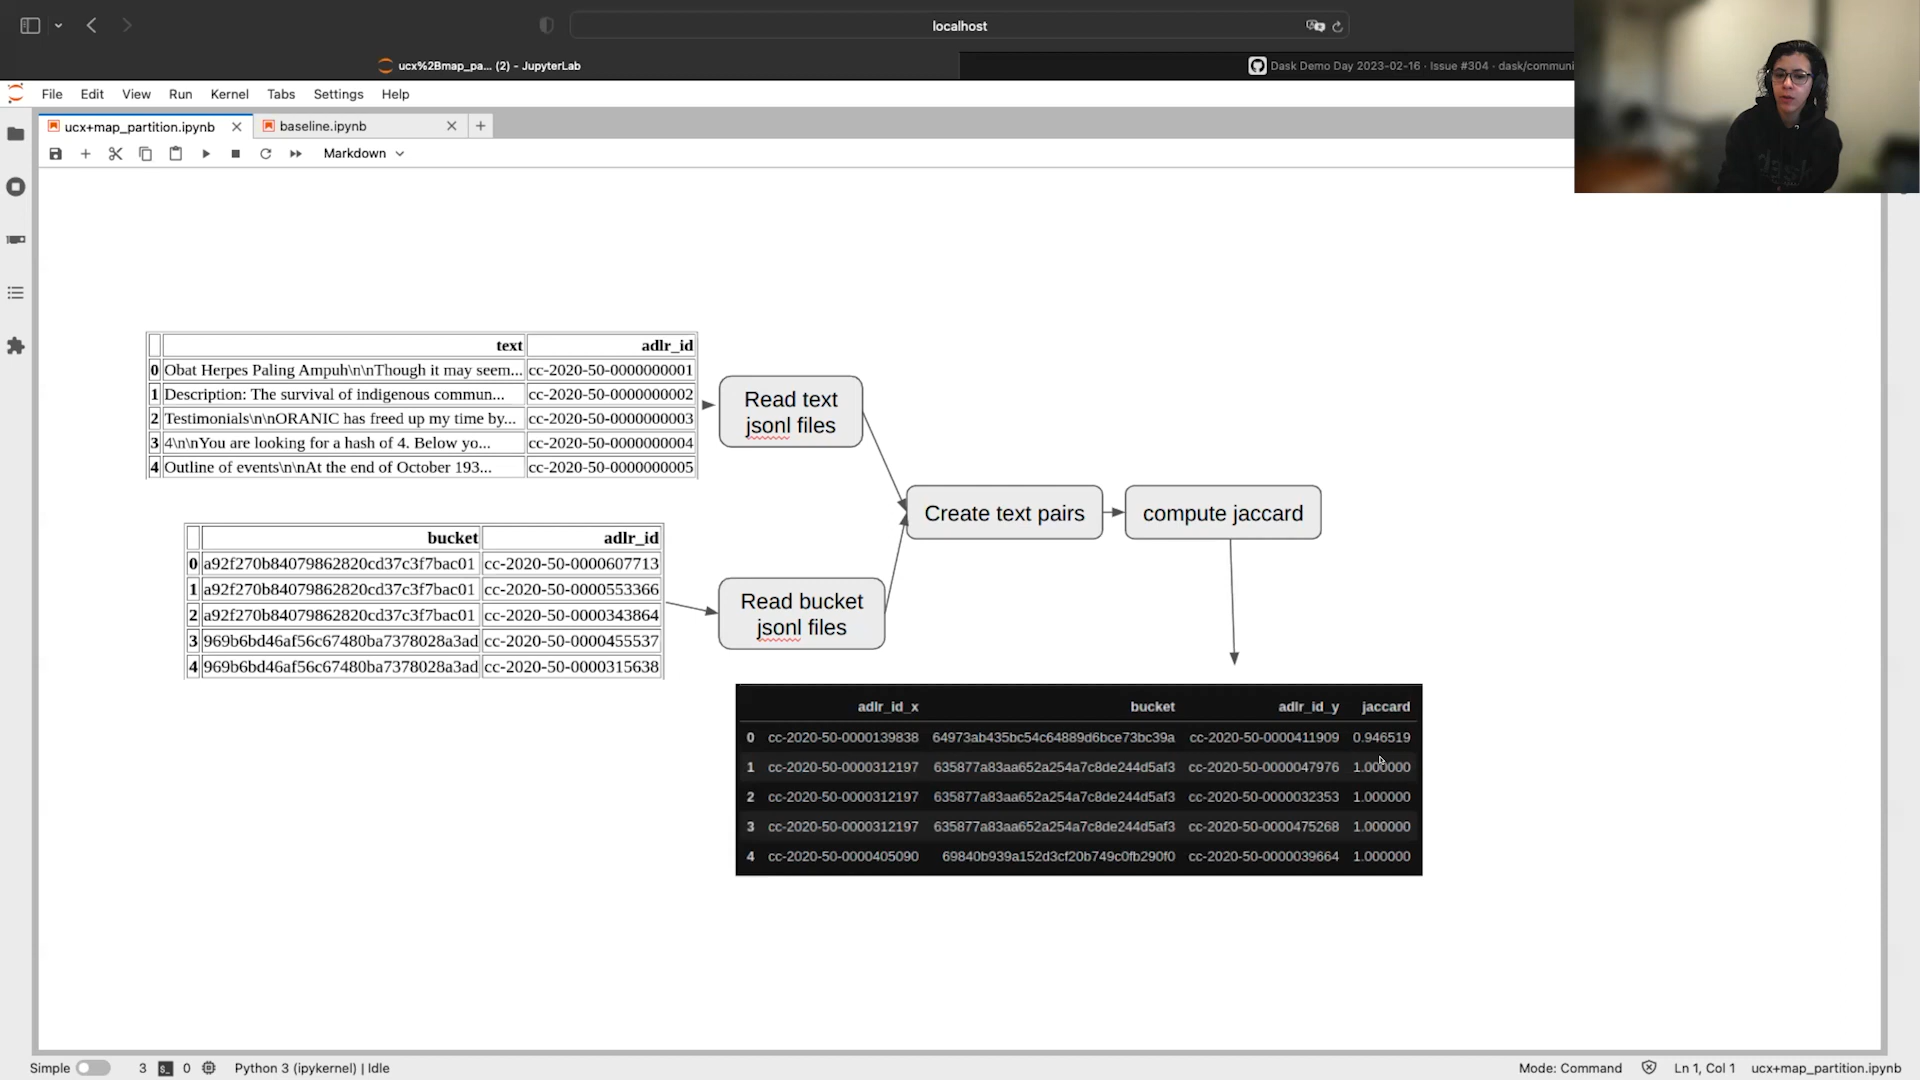 localhost
ucx%2Bmap_pa... (2) - JupyterLab
Dask Demo Day 2023-02-16 · Issue #304 · dask/communi
File Edit View Run Kernel Tabs Settings Help
ucx+map_partition.ipynb
baseline.ipynb
Markdown
text adlr_id
0 Obat Herpes Paling Ampuh\n\nThough it may seem... cc-2020-50-0000000001
1 Description: The survival of indigenous commun... cc-2020-50-0000000002
2 Testimonials\n\nORANIC has freed up my time by... cc-2020-50-0000000003
3 4\n\nYou are looking for a hash of 4. Below yo... cc-2020-50-0000000004
4 Outline of events\n\nAt the end of October 193... cc-2020-50-0000000005
Read text
jsonl files
bucket adlr_id
0 a92f270b84079862820cd37c3f7bac01 cc-2020-50-0000607713
1 a92f270b84079862820cd37c3f7bac01 cc-2020-50-0000553366
2 a92f270b84079862820cd37c3f7bac01 cc-2020-50-0000343864
3 969b6bd46af56c67480ba7378028a3ad cc-2020-50-0000455537
4 969b6bd46af56c67480ba7378028a3ad cc-2020-50-0000315638
Read bucket
jsonl files
Create text pairs
compute jaccard
adlr_id_x bucket adlr_id_y jaccard
0 cc-2020-50-0000139838 64973ab435bc54c64889d6bce73bc39a cc-2020-50-0000411909 0.946519
1 cc-2020-50-0000312197 635877a83aa652a254a7c8de244d5af3 cc-2020-50-0000047976 1.000000
2 cc-2020-50-0000312197 635877a83aa652a254a7c8de244d5af3 cc-2020-50-0000032353 1.000000
3 cc-2020-50-0000312197 635877a83aa652a254a7c8de244d5af3 cc-2020-50-0000475268 1.000000
4 cc-2020-50-0000405090 69840b939a152d3cf20b749c0fb290f0 cc-2020-50-0000039664 1.000000
Simple 3 0 Python 3 (ipykernel) | Idle
Mode: Command Ln 1, Col 1 ucx+map_partition.ipynb